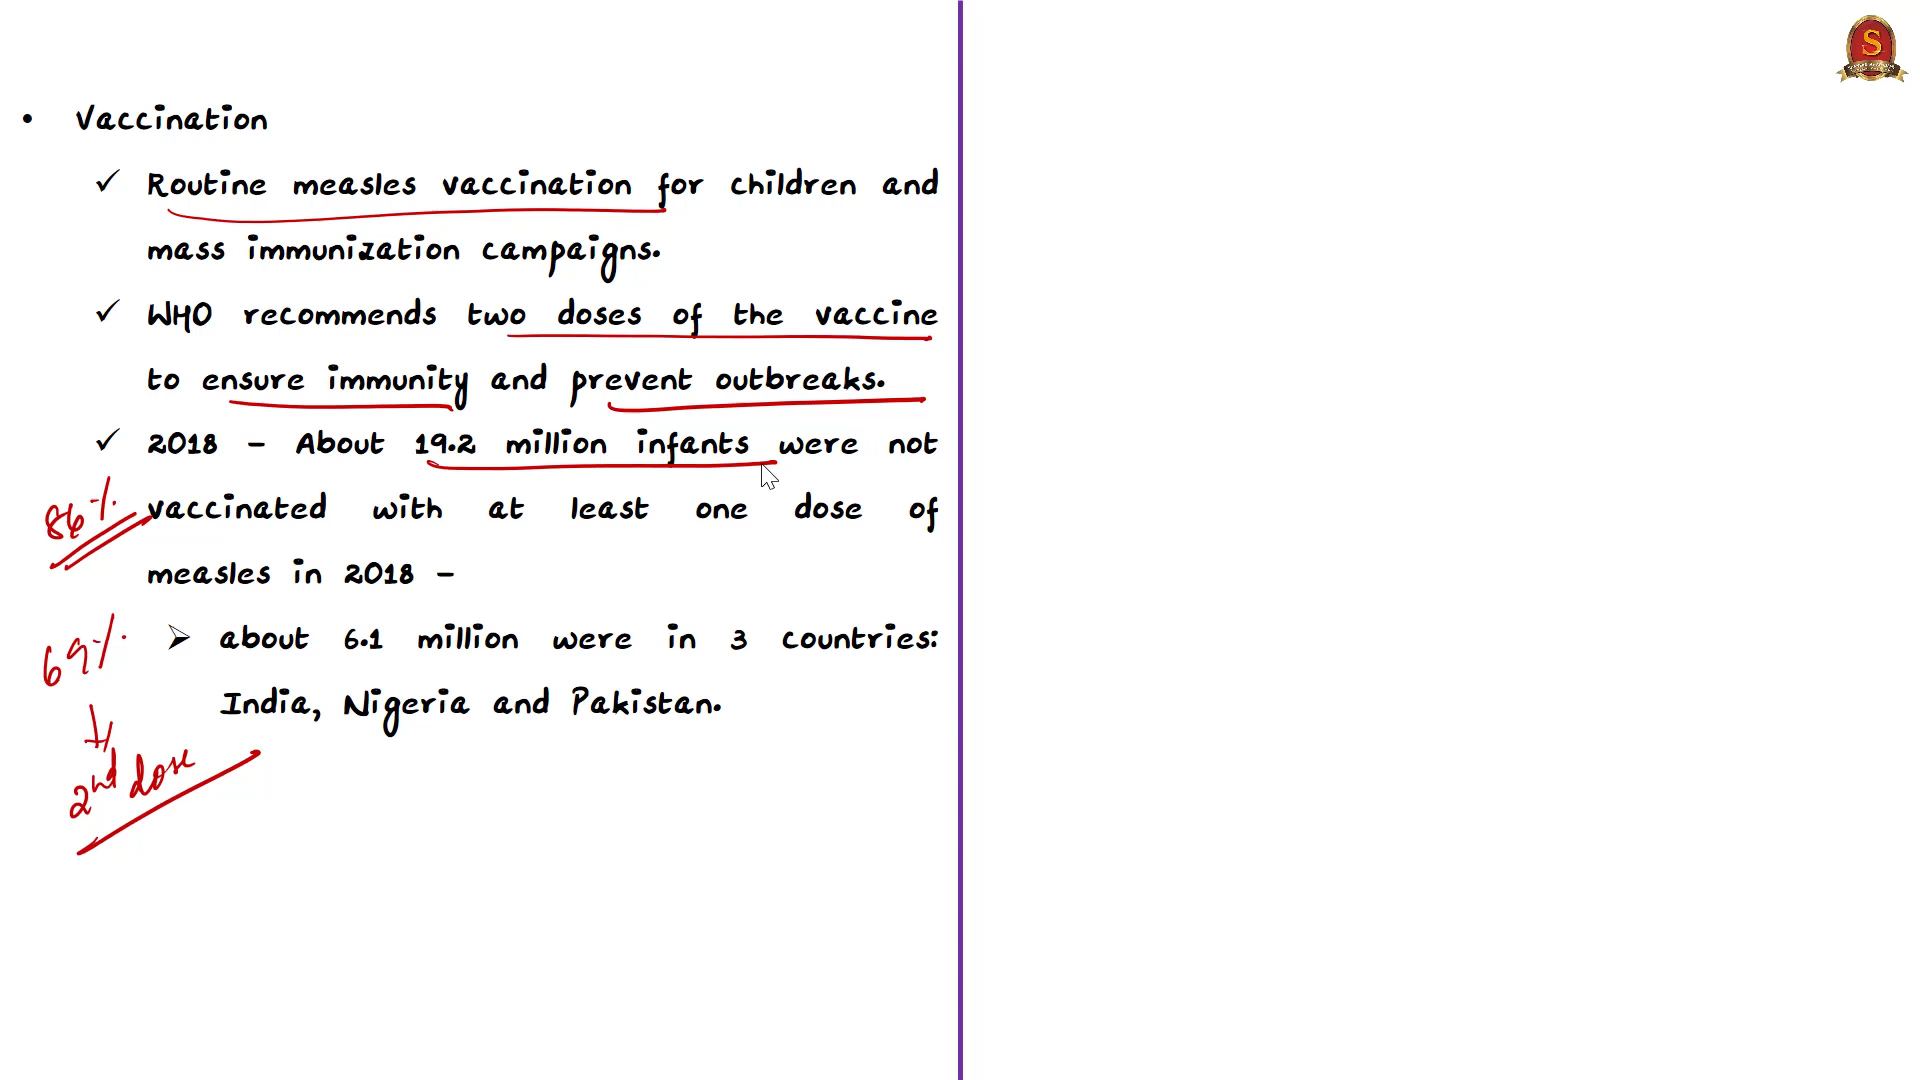 • Vaccination
✓ Routine measles vaccination for children and
mass immunization campaigns.
✓ WHO recommends two doses of the vaccine
to ensure immunity and prevent outbreaks.
✓ 2018 – About 19.2 million infants were not
vaccinated with at least one dose of
measles in 2018 –
➢ about 6.1 million were in 3 countries:
India, Nigeria and Pakistan.
86%
69%
2nd dose
S